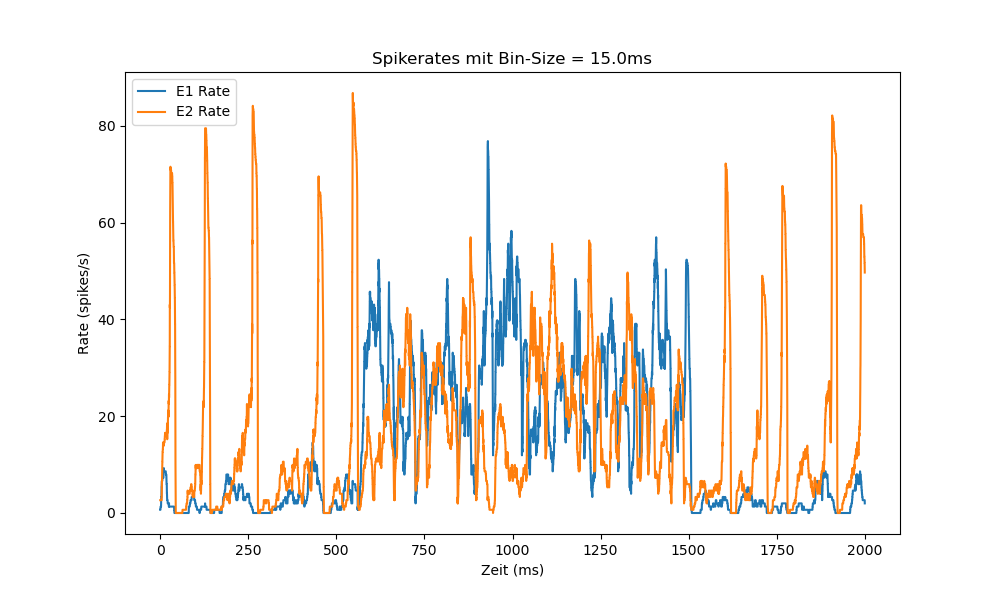 Spikerates mit Bin-Size = 15.0ms
E1 Rate
E2 Rate
Rate (spikes/s)
80
60
40
20
0
0 250 500 750 1000 1250 1500 1750 2000
Zeit (ms)